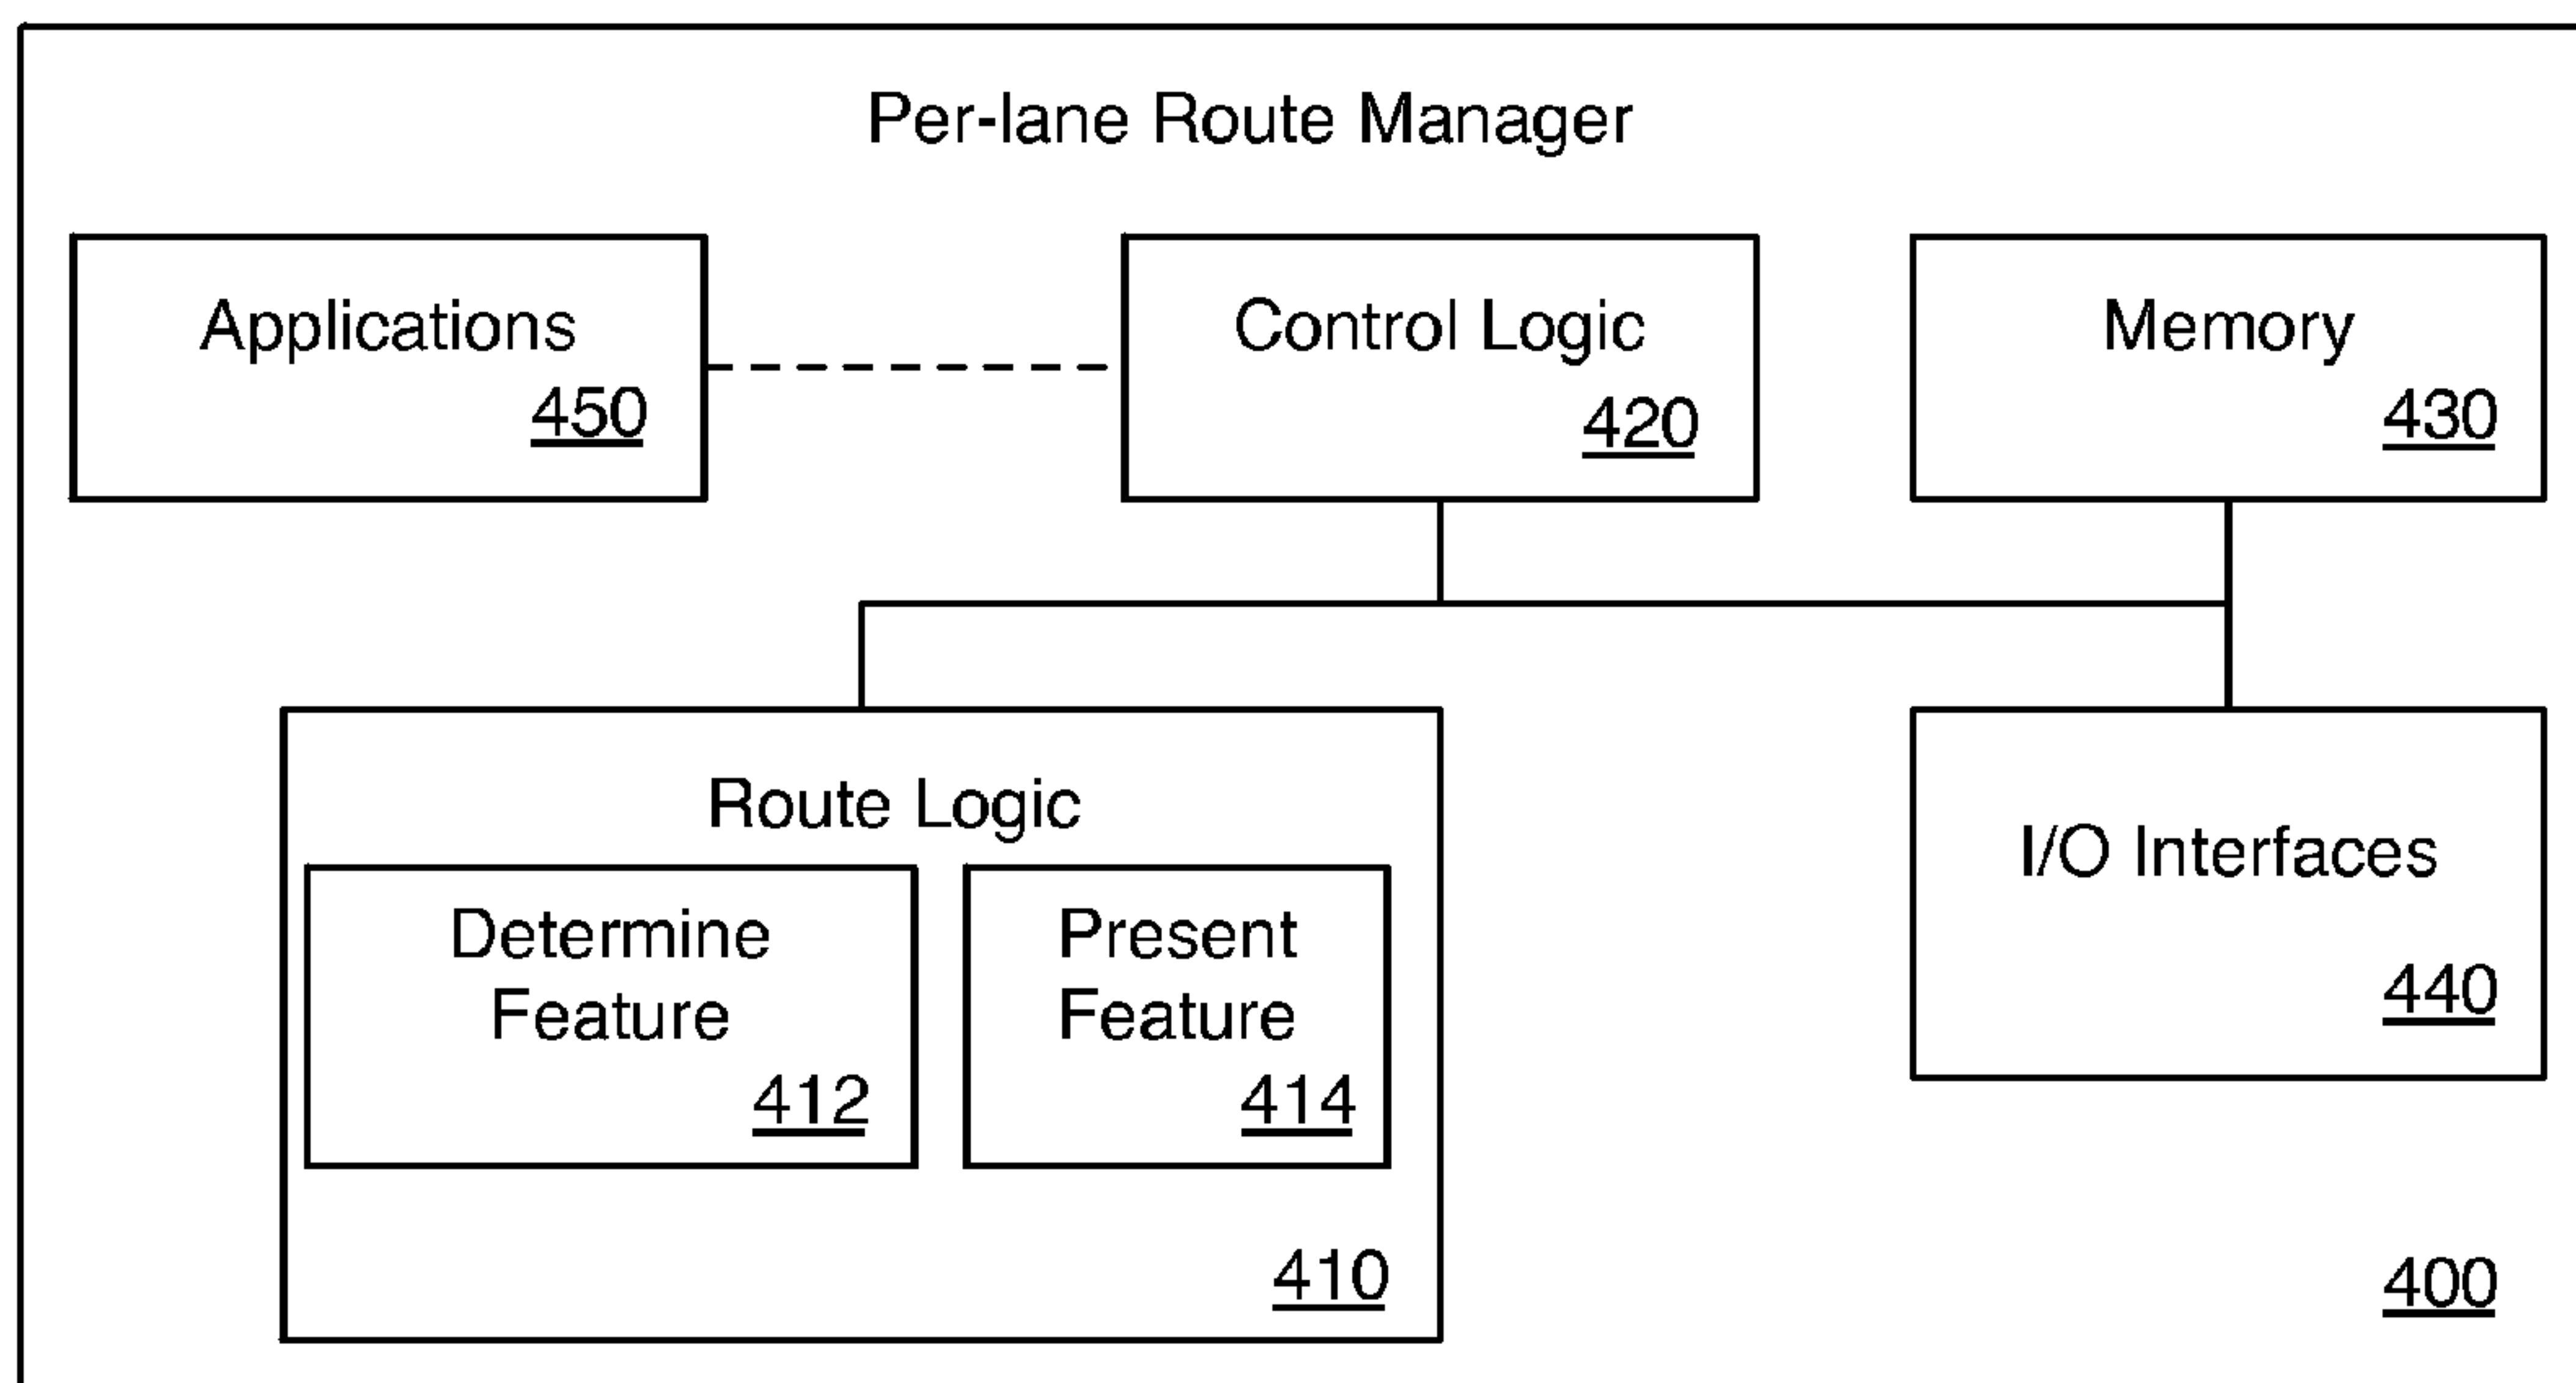 Per-lane Route Manager
Applications
450
Control Logic
420
Memory
430
Route Logic
Determine
Feature
412
Present
Feature
414
410
I/O Interfaces
440
400